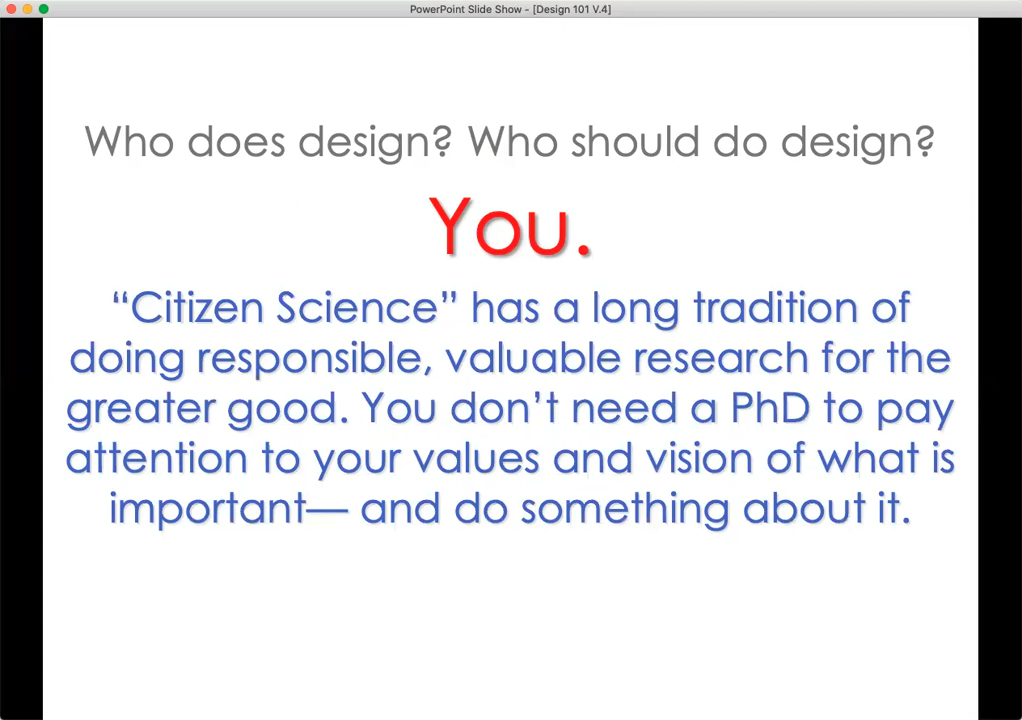 PowerPoint Slide Show - [Design 101 V.4]
Who does design? Who should do design?
You.
“Citizen Science” has a long tradition of
doing responsible, valuable research for the
greater good. You don’t need a PhD to pay
attention to your values and vision of what is
important— and do something about it.